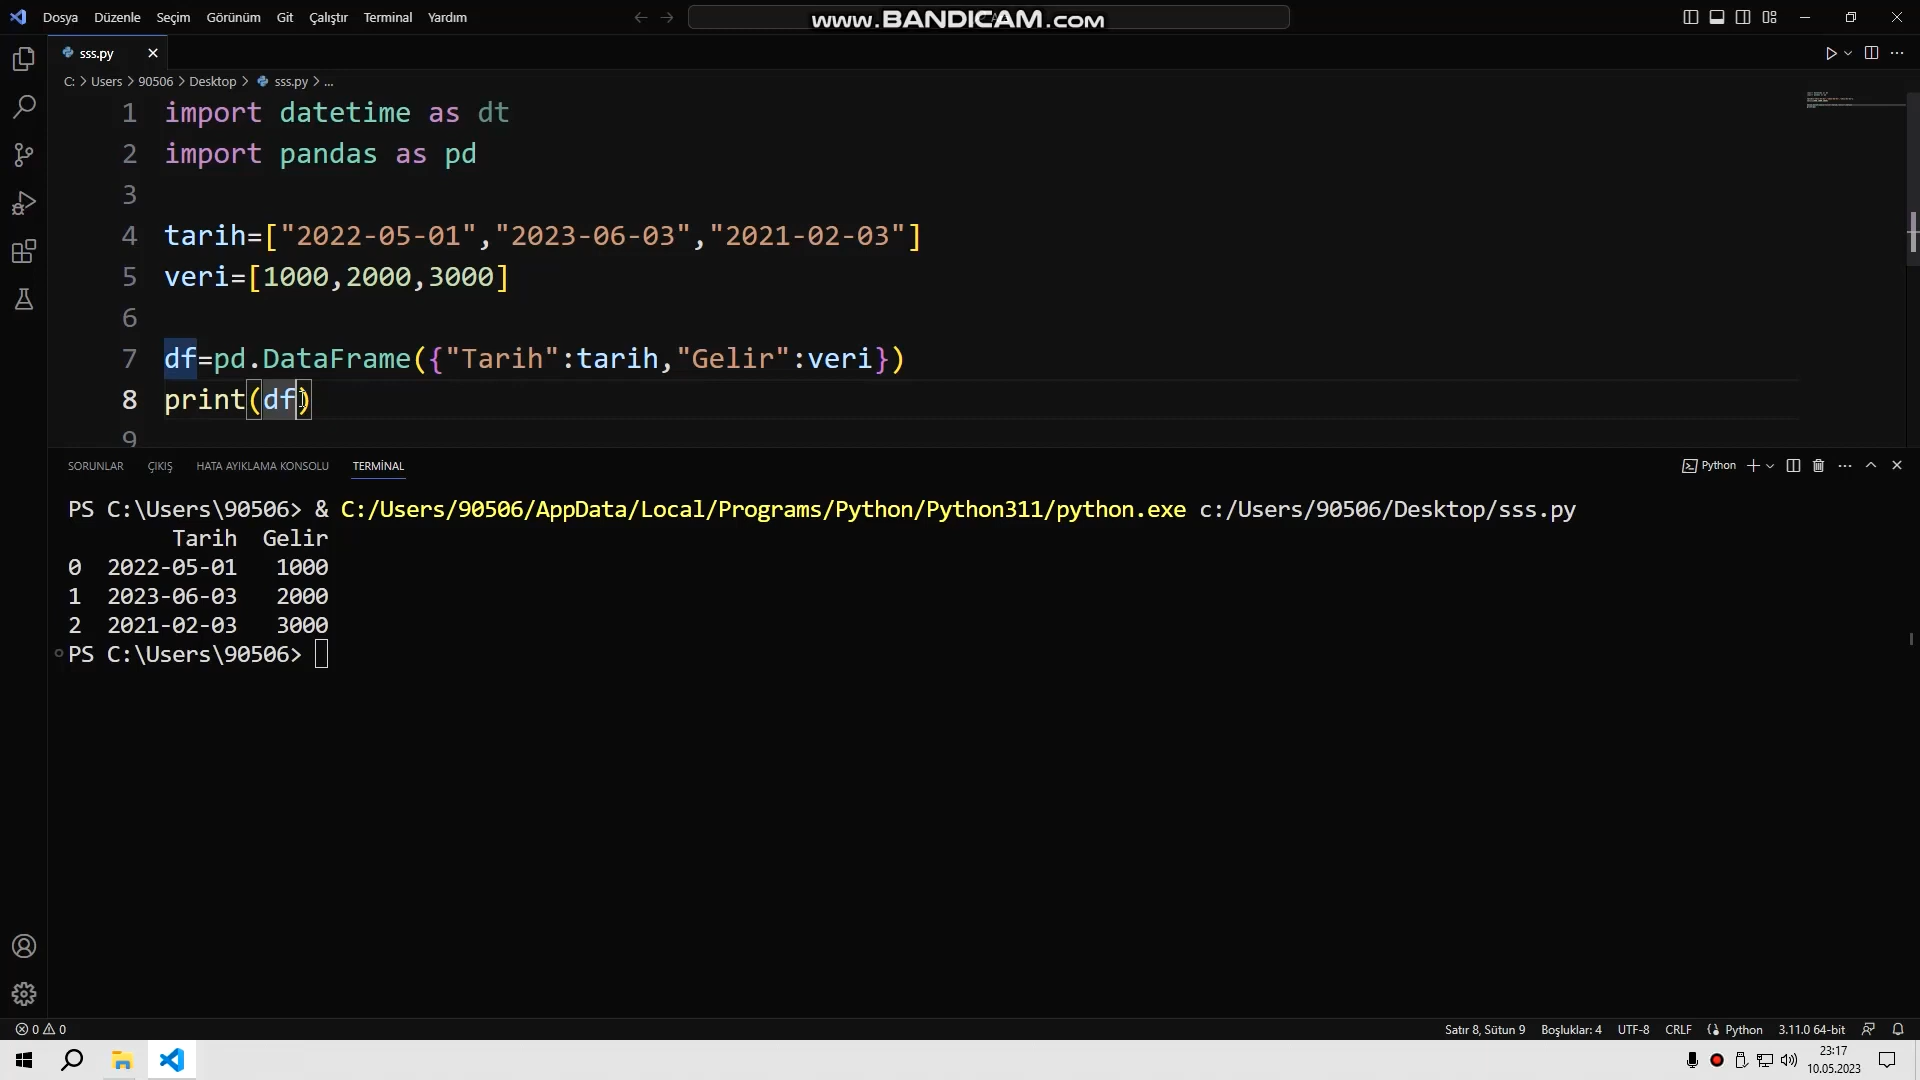 Dosya Düzenle Seçim Görünüm Git Çalıştır Terminal Yardım
www.BANDICAM.com
sss.py
C: > Users > 90506 > Desktop > sss.py > ...
1 import datetime as dt
2 import pandas as pd
3
4 tarih=["2022-05-01","2023-06-03","2021-02-03"]
5 veri=[1000,2000,3000]
6
7 df=pd.DataFrame({"Tarih":tarih,"Gelir":veri})
8 print(df)
9
SORUNLAR ÇIKIŞ HATA AYIKLAMA KONSOLU TERMİNAL Python
PS C:\Users\90506> & C:/Users/90506/AppData/Local/Programs/Python/Python311/python.exe c:/Users/90506/Desktop/sss.py
Tarih Gelir
0 2022-05-01 1000
1 2023-06-03 2000
2 2021-02-03 3000
PS C:\Users\90506>
0 0 Satır 8, Sütun 9 Boşluklar: 4 UTF-8 CRLF Python 3.11.0 64-bit
23:17
10.05.2023